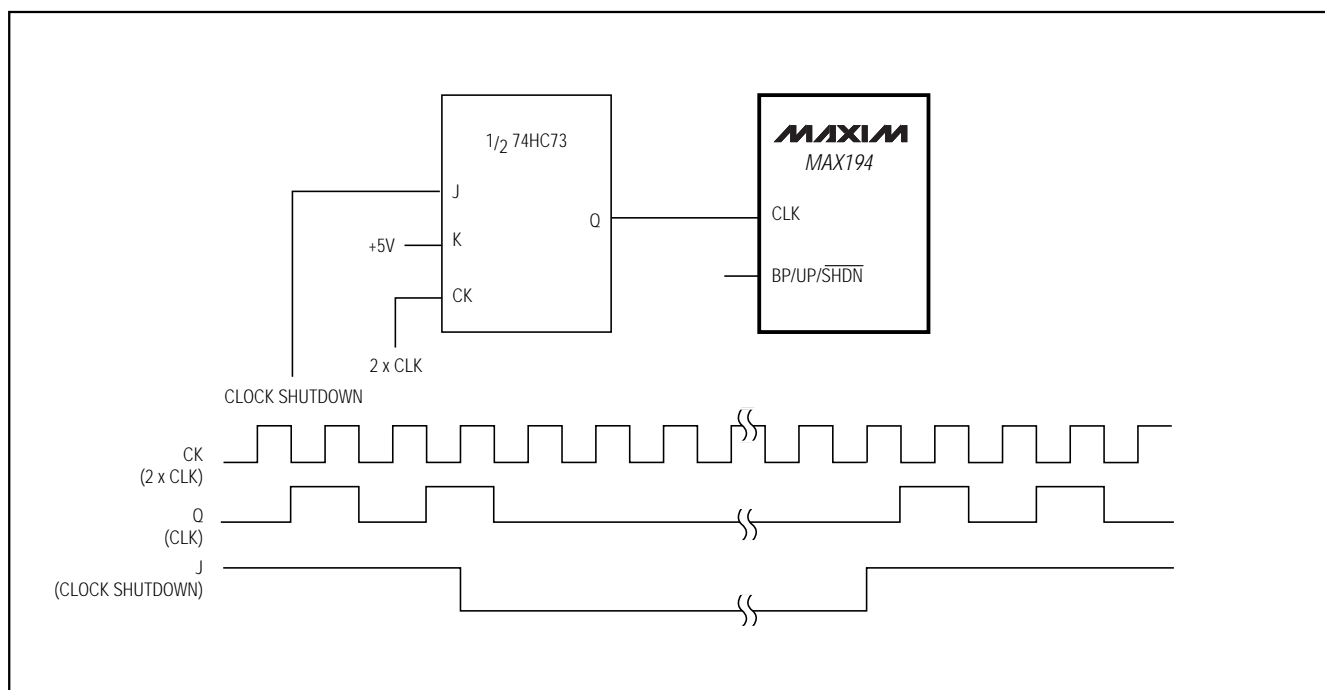 1/2 74HC73
J
K
CK
Q
+5V
2 x CLK
CLOCK SHUTDOWN
MAXIM
MAX194
CLK
BP/UP/S̅H̅D̅N̅
CK
(2 x CLK)
Q
(CLK)
J
(CLOCK SHUTDOWN)